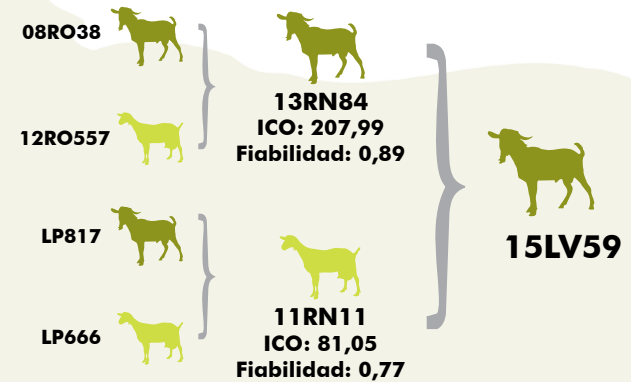 08RO38
12RO557
13RN84
ICO: 207,99
Fiabilidad: 0,89
LP817
LP666
11RN11
ICO: 81,05
Fiabilidad: 0,77
15LV59